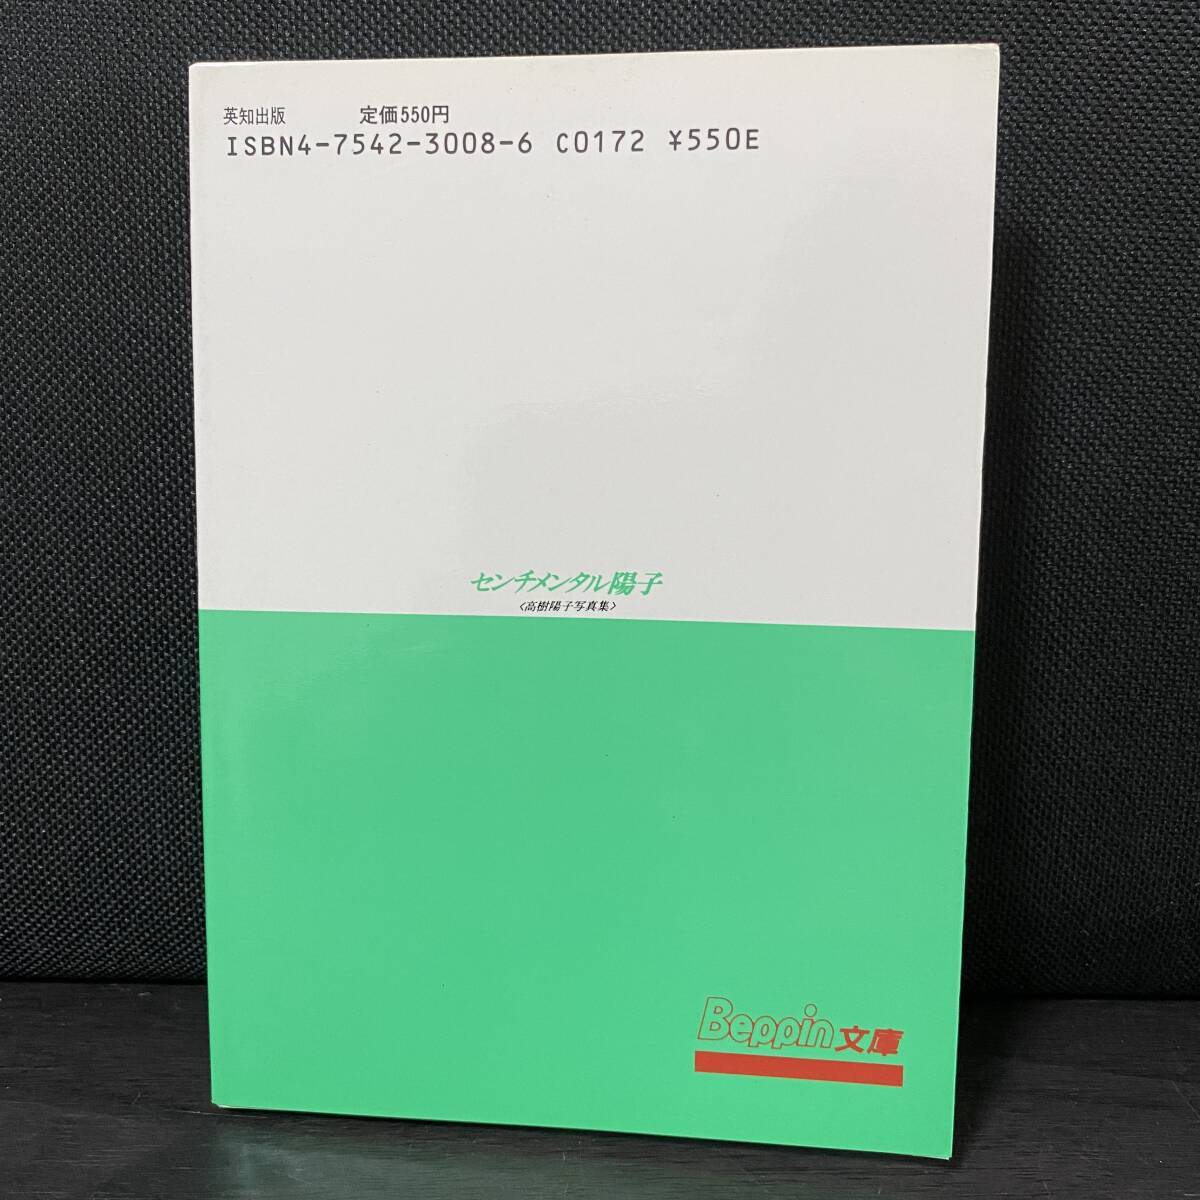 英知出版 定価550円
ISBN4-7542-3008-6 C0172 ¥550E
センチメンタル陽子
〈高樹陽子写真集〉
Beppin文庫